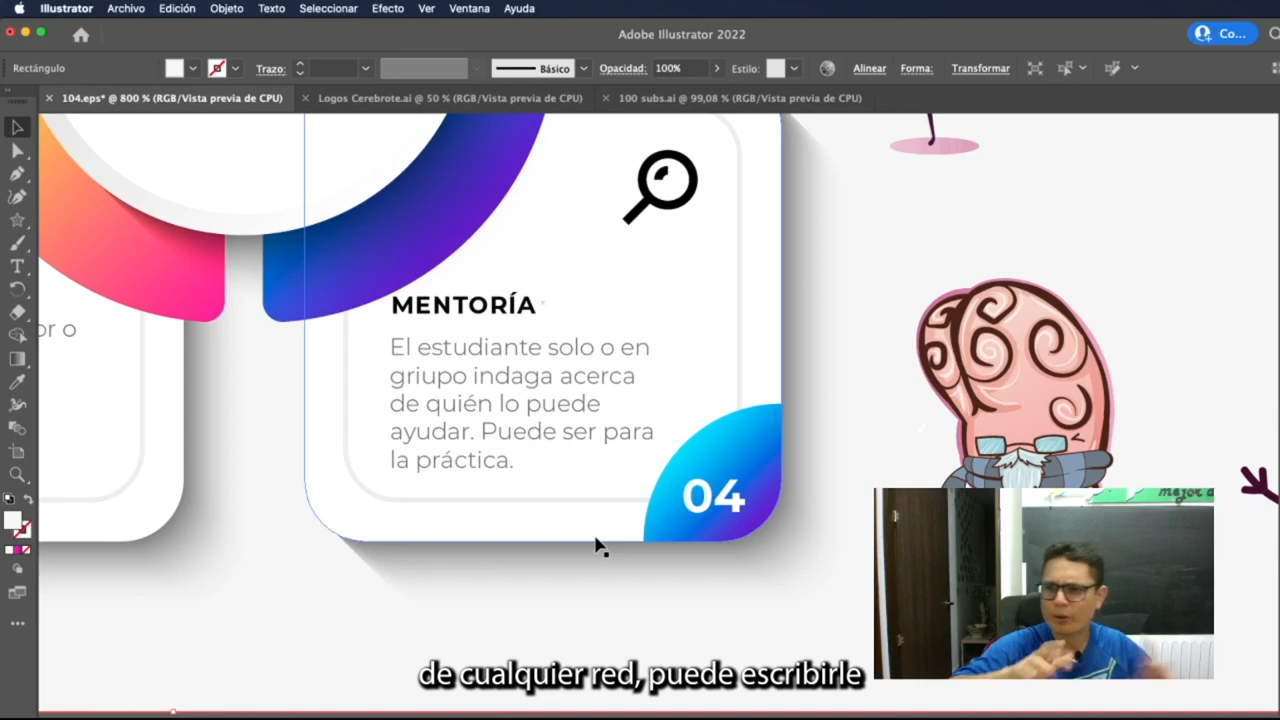 Illustrator Archivo Edición Objeto Texto Seleccionar Efecto Ver Ventana Ayuda
Adobe Illustrator 2022
Co...
Rectángulo
Trazo:
Básico
Opacidad:
100%
Estilo:
Alinear
Forma:
Transformar
104.eps* @ 800 % (RGB/Vista previa de CPU)
Logos Cerebrote.ai @ 50 % (RGB/Vista previa de CPU)
100 subs.ai @ 99,08 % (RGB/Vista previa de CPU)
or o
MENTORÍA
El estudiante solo o en
griupo indaga acerca
de quién lo puede
ayudar. Puede ser para
la práctica.
04
mejor
de cualquier red, puede escribirle